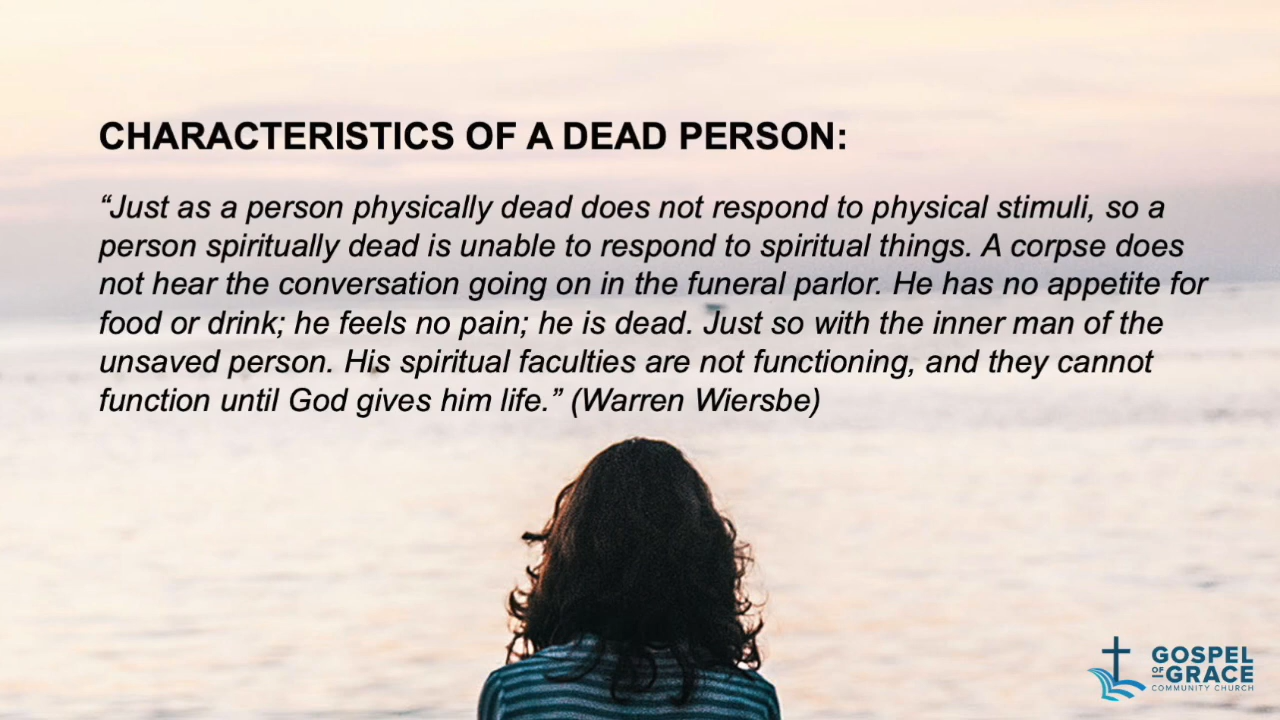 CHARACTERISTICS OF A DEAD PERSON:
“Just as a person physically dead does not respond to physical stimuli, so a
person spiritually dead is unable to respond to spiritual things. A corpse does
not hear the conversation going on in the funeral parlor. He has no appetite for
food or drink; he feels no pain; he is dead. Just so with the inner man of the
unsaved person. His spiritual faculties are not functioning, and they cannot
function until God gives him life.” (Warren Wiersbe)
GOSPEL
OF GRACE
COMMUNITY CHURCH